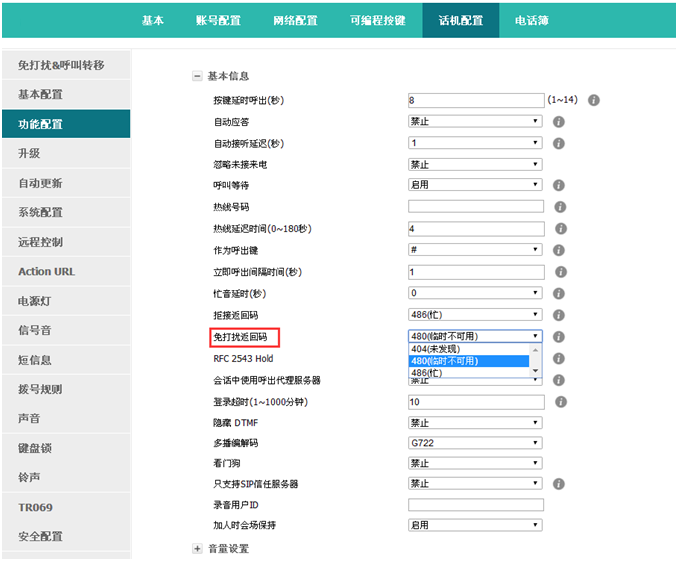 基本 账号配置 网络配置 可编程按键 话机配置 电话簿
免打扰&呼叫转移
基本配置
功能配置
升级
自动更新
系统配置
远程控制
Action URL
电源灯
信号音
短信息
拨号规则
声音
键盘锁
铃声
TR069
安全配置
基本信息
按键延时呼出(秒) 8 (1~14)
自动应答 禁止
自动接听延迟(秒) 1
忽略未接来电 禁止
呼叫等待 启用
热线号码
热线延迟时间(0~180秒) 4
作为呼出键 #
立即呼出间隔时间(秒) 1
忙音延时(秒) 0
拒接返回码 486(忙)
免打扰返回码 480(临时不可用)
404(未发现)
RFC 2543 Hold 480(临时不可用)
486(忙)
会话中使用呼出代理服务器 禁止
登录超时(1~1000分钟) 10
隐藏 DTMF 禁止
多播编解码 G722
看门狗 禁止
只支持SIP信任服务器 禁止
录音用户ID
加入时会场保持 启用
音量设置